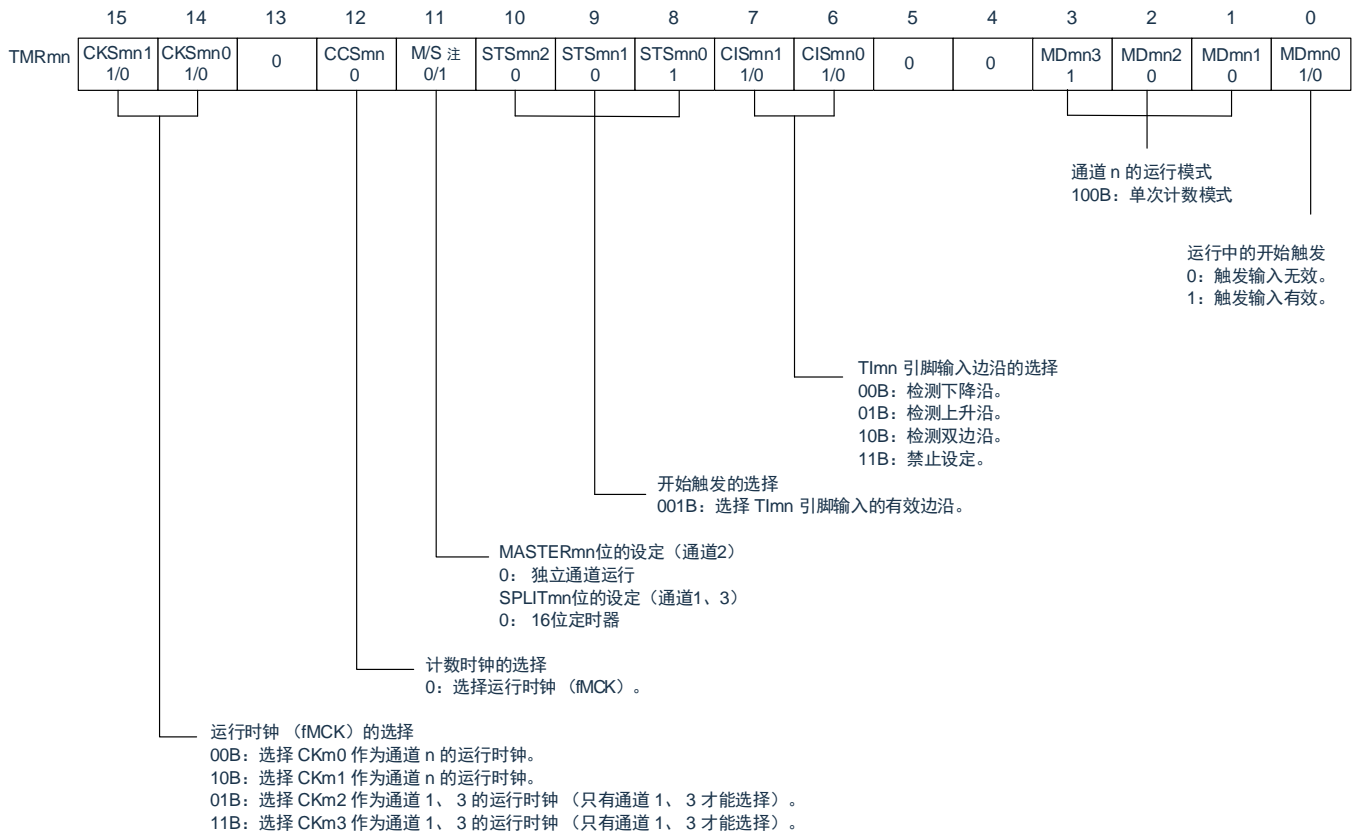 15 14 13 12 11 10 9 8 7 6 5 4 3 2 1 0
TMRmn CKSmn1 CKSmn0 0 CCSmn M/S 注 STSmn2 STSmn1 STSmn0 CISmn1 CISmn0 0 0 MDmn3 MDmn2 MDmn1 MDmn0
1/0 1/0 0 0/1 0 0 1 1/0 1/0 1 0 0 1/0
通道 n 的运行模式
100B：单次计数模式
运行中的开始触发
0：触发输入无效。
1：触发输入有效。
TImn 引脚输入边沿的选择
00B：检测下降沿。
01B：检测上升沿。
10B：检测双边沿。
11B：禁止设定。
开始触发的选择
001B：选择 TImn 引脚输入的有效边沿。
MASTERmn位的设定（通道2）
0： 独立通道运行
SPLITmn位的设定（通道1、3）
0： 16位定时器
计数时钟的选择
0：选择运行时钟（fMCK）。
运行时钟 （fMCK）的选择
00B：选择 CKm0 作为通道 n 的运行时钟。
10B：选择 CKm1 作为通道 n 的运行时钟。
01B：选择 CKm2 作为通道 1、 3 的运行时钟 （只有通道 1、 3 才能选择）。
11B：选择 CKm3 作为通道 1、 3 的运行时钟 （只有通道 1、 3 才能选择）。